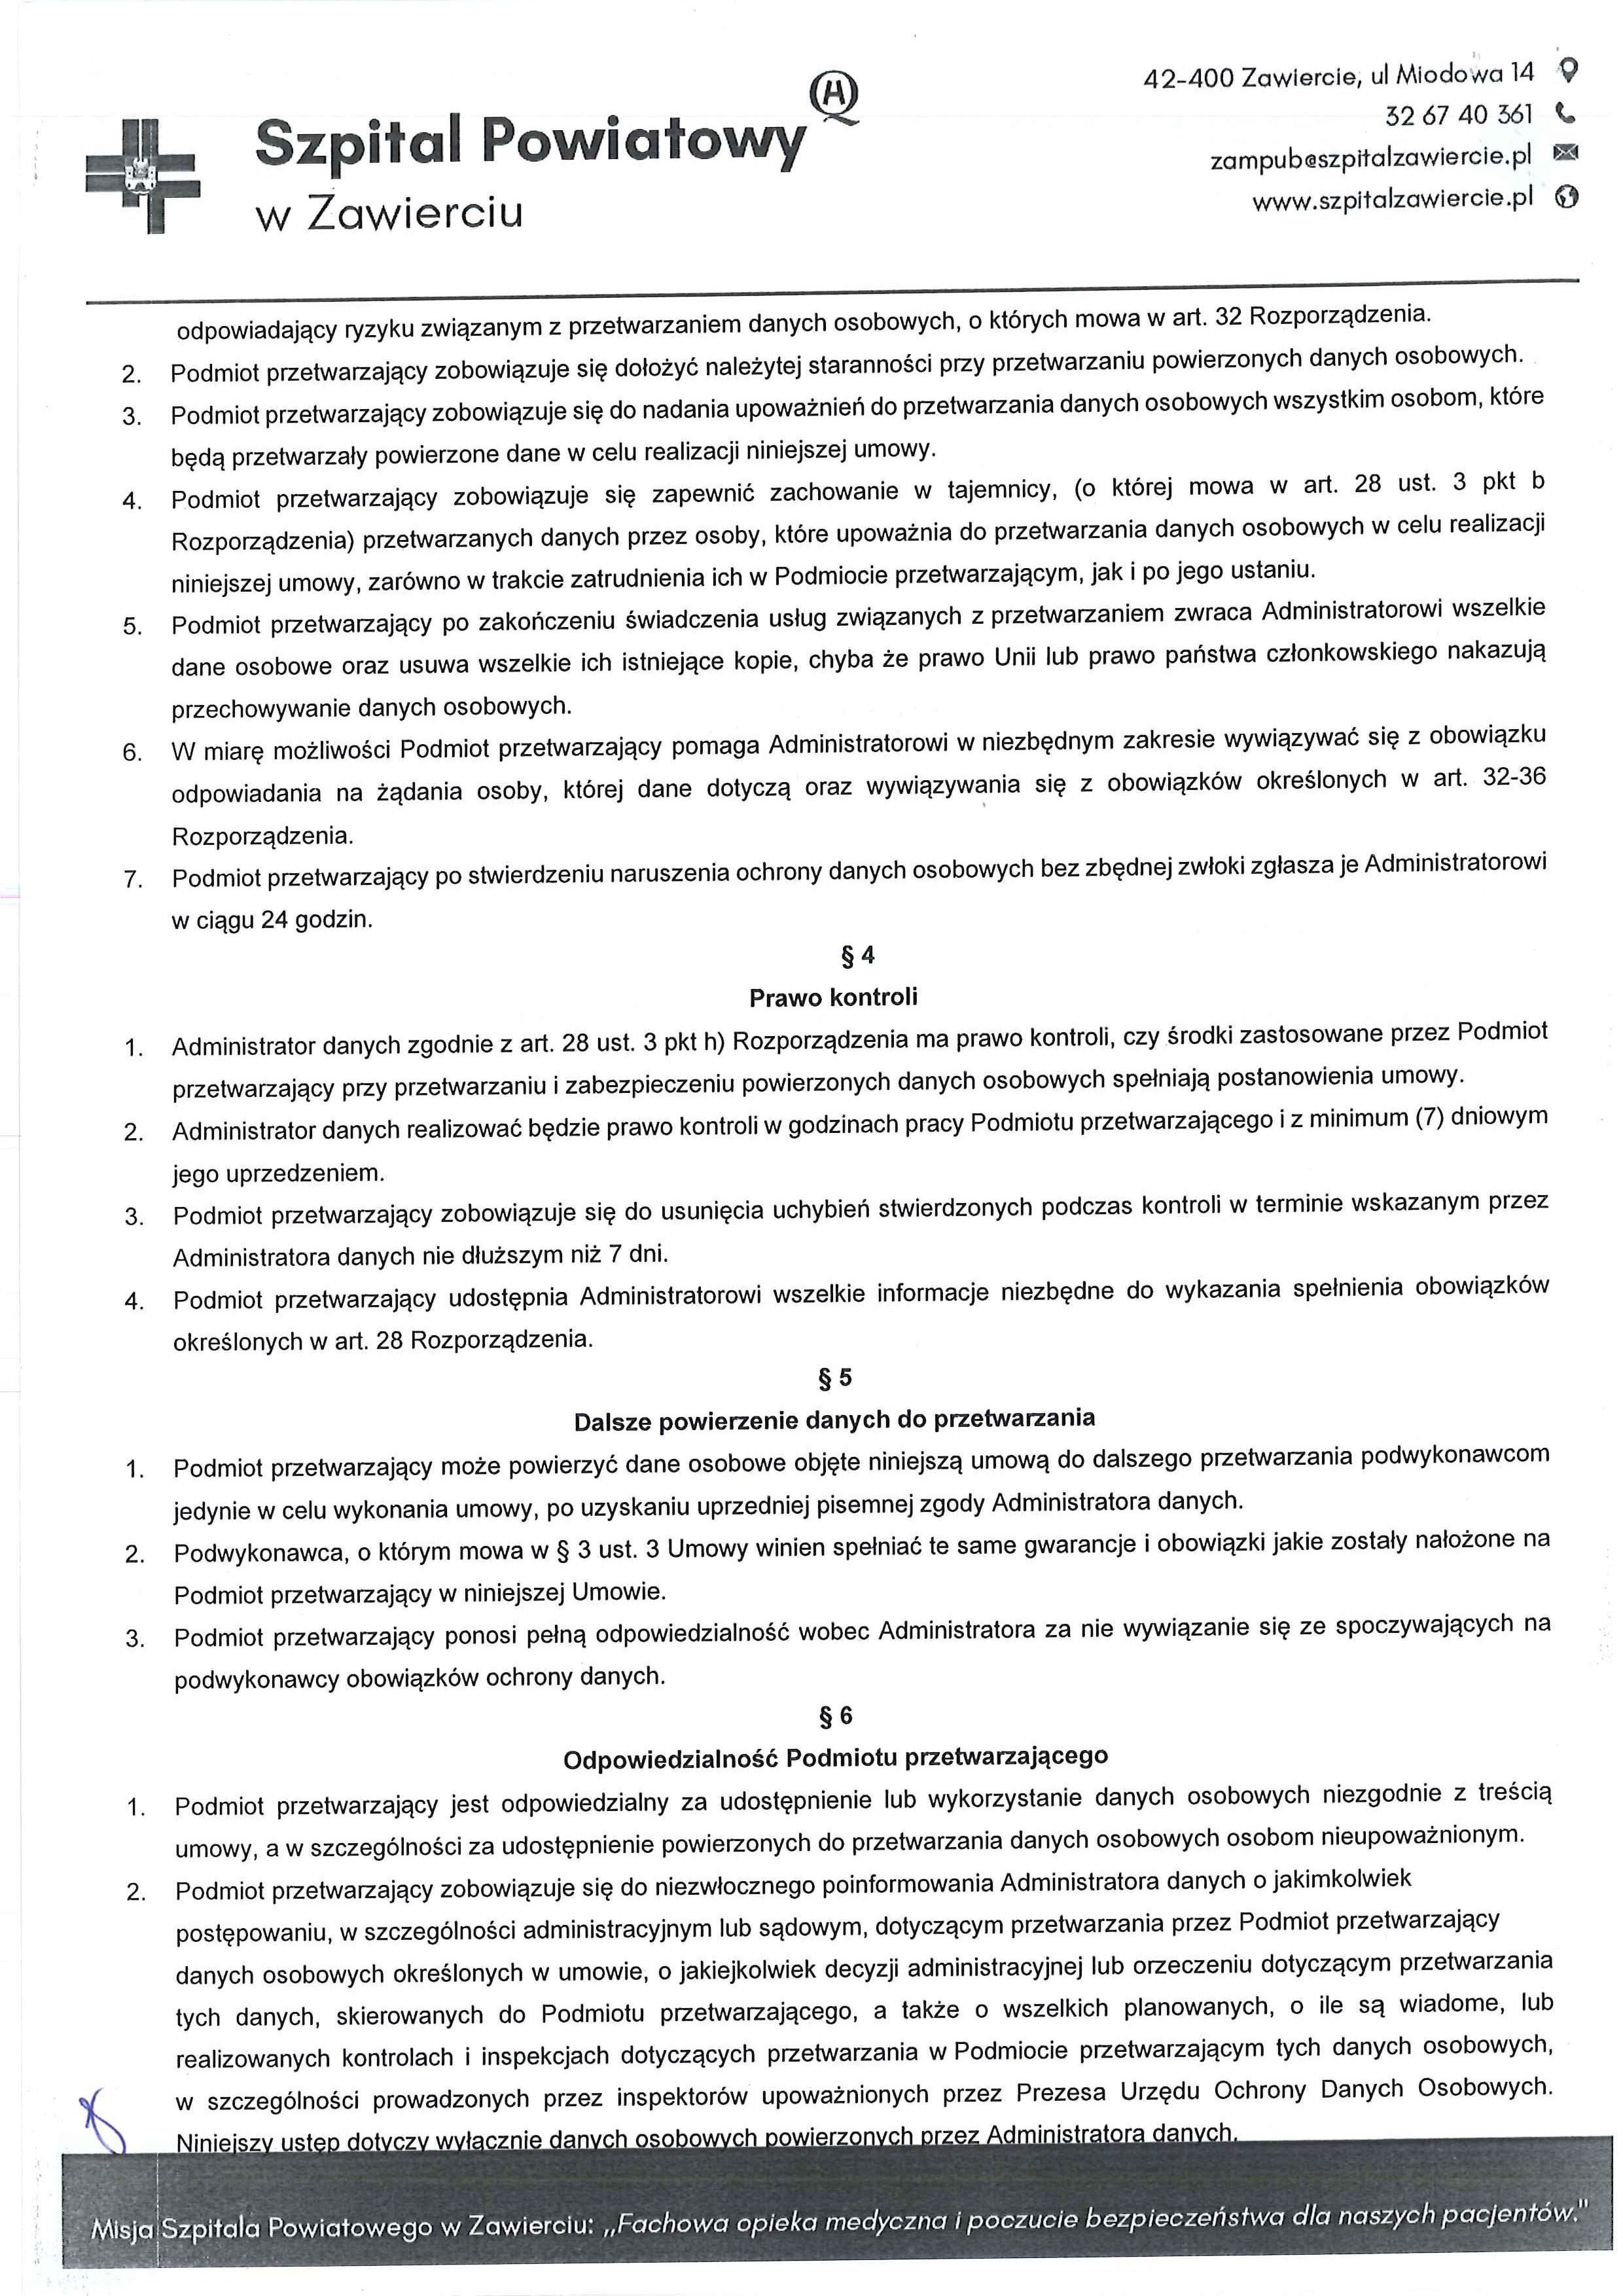 42-400 Zawiercie, ul Miodowa 14
32 67 40 361
zampub@szpitalzawiercie.pl
www.szpitalzawiercie.pl
Szpital Powiatowy
w Zawierciu
odpowiadający ryzyku związanym z przetwarzaniem danych osobowych, o których mowa w art. 32 Rozporządzenia.
2. Podmiot przetwarzający zobowiązuje się dołożyć należytej staranności przy przetwarzaniu powierzonych danych osobowych.
3. Podmiot przetwarzający zobowiązuje się do nadania upoważnień do przetwarzania danych osobowych wszystkim osobom, które
będą przetwarzały powierzone dane w celu realizacji niniejszej umowy.
4. Podmiot przetwarzający zobowiązuje się zapewnić zachowanie w tajemnicy, (o której mowa w art. 28 ust. 3 pkt b
Rozporządzenia) przetwarzanych danych przez osoby, które upoważnia do przetwarzania danych osobowych w celu realizacji
niniejszej umowy, zarówno w trakcie zatrudnienia ich w Podmiocie przetwarzającym, jak i po jego ustaniu.
5. Podmiot przetwarzający po zakończeniu świadczenia usług związanych z przetwarzaniem zwraca Administratorowi wszelkie
dane osobowe oraz usuwa wszelkie ich istniejące kopie, chyba że prawo Unii lub prawo państwa członkowskiego nakazują
przechowywanie danych osobowych.
6. W miarę możliwości Podmiot przetwarzający pomaga Administratorowi w niezbędnym zakresie wywiązywać się z obowiązku
odpowiadania na żądania osoby, której dane dotyczą oraz wywiązywania się z obowiązków określonych w art. 32-36
Rozporządzenia.
7. Podmiot przetwarzający po stwierdzeniu naruszenia ochrony danych osobowych bez zbędnej zwłoki zgłasza je Administratorowi
w ciągu 24 godzin.
§ 4
Prawo kontroli
1. Administrator danych zgodnie z art. 28 ust. 3 pkt h) Rozporządzenia ma prawo kontroli, czy środki zastosowane przez Podmiot
przetwarzający przy przetwarzaniu i zabezpieczeniu powierzonych danych osobowych spełniają postanowienia umowy.
2. Administrator danych realizować będzie prawo kontroli w godzinach pracy Podmiotu przetwarzającego i z minimum (7) dniowym
jego uprzedzeniem.
3. Podmiot przetwarzający zobowiązuje się do usunięcia uchybień stwierdzonych podczas kontroli w terminie wskazanym przez
Administratora danych nie dłuższym niż 7 dni.
4. Podmiot przetwarzający udostępnia Administratorowi wszelkie informacje niezbędne do wykazania spełnienia obowiązków
określonych w art. 28 Rozporządzenia.
§ 5
Dalsze powierzenie danych do przetwarzania
1. Podmiot przetwarzający może powierzyć dane osobowe objęte niniejszą umową do dalszego przetwarzania podwykonawcom
jedynie w celu wykonania umowy, po uzyskaniu uprzedniej pisemnej zgody Administratora danych.
2. Podwykonawca, o którym mowa w § 3 ust. 3 Umowy winien spełniać te same gwarancje i obowiązki jakie zostały nałożone na
Podmiot przetwarzający w niniejszej Umowie.
3. Podmiot przetwarzający ponosi pełną odpowiedzialność wobec Administratora za nie wywiązanie się ze spoczywających na
podwykonawcy obowiązków ochrony danych.
§ 6
Odpowiedzialność Podmiotu przetwarzającego
1. Podmiot przetwarzający jest odpowiedzialny za udostępnienie lub wykorzystanie danych osobowych niezgodnie z treścią
umowy, a w szczególności za udostępnienie powierzonych do przetwarzania danych osobowych osobom nieupoważnionym.
2. Podmiot przetwarzający zobowiązuje się do niezwłocznego poinformowania Administratora danych o jakimkolwiek
postępowaniu, w szczególności administracyjnym lub sądowym, dotyczącym przetwarzania przez Podmiot przetwarzający
danych osobowych określonych w umowie, o jakiejkolwiek decyzji administracyjnej lub orzeczeniu dotyczącym przetwarzania
tych danych, skierowanych do Podmiotu przetwarzającego, a także o wszelkich planowanych, o ile są wiadome, lub
realizowanych kontrolach i inspekcjach dotyczących przetwarzania w Podmiocie przetwarzającym tych danych osobowych,
w szczególności prowadzonych przez inspektorów upoważnionych przez Prezesa Urzędu Ochrony Danych Osobowych.
Niniejszy ustęp dotyczy wyłącznie danych osobowych powierzonych przez Administratora danych.
Misja Szpitala Powiatowego w Zawierciu: „Fachowa opieka medyczna i poczucie bezpieczeństwa dla naszych pacjentów."